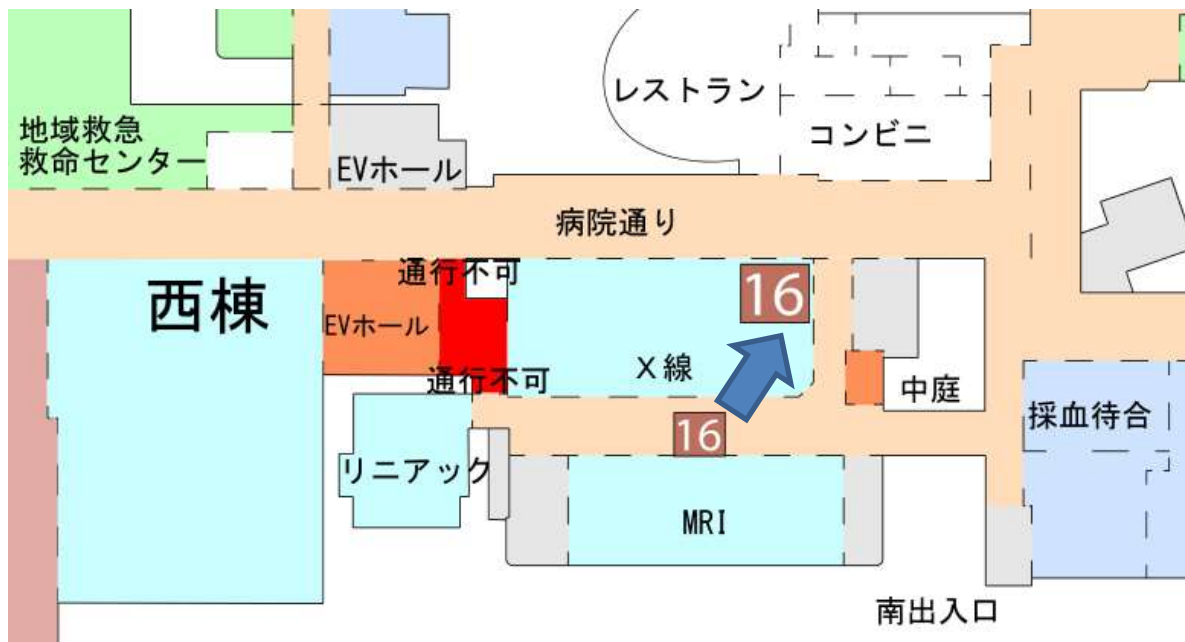 レストラン
コンビニ
地域救急
救命センター
EVホール
病院通り
通行不可
16
西棟
EVホール
X線
通行不可
中庭
採血待合
16
リニアック
MRI
南出入口